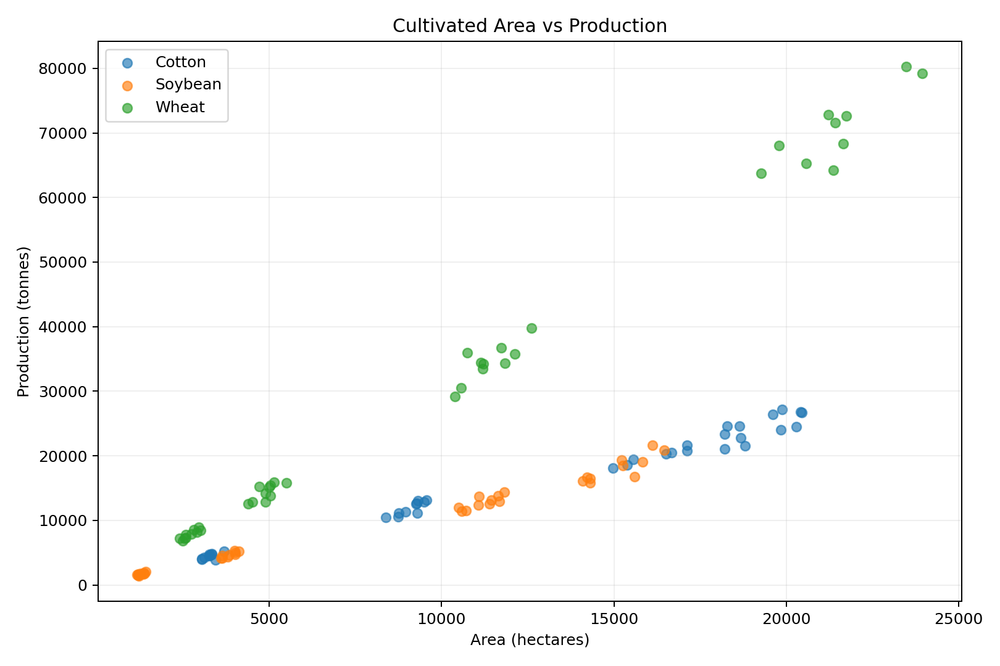 Cultivated Area vs Production
Cotton
Soybean
Wheat
80000
70000
60000
50000
40000
30000
20000
10000
0
Production (tonnes)
5000
10000
15000
20000
25000
Area (hectares)